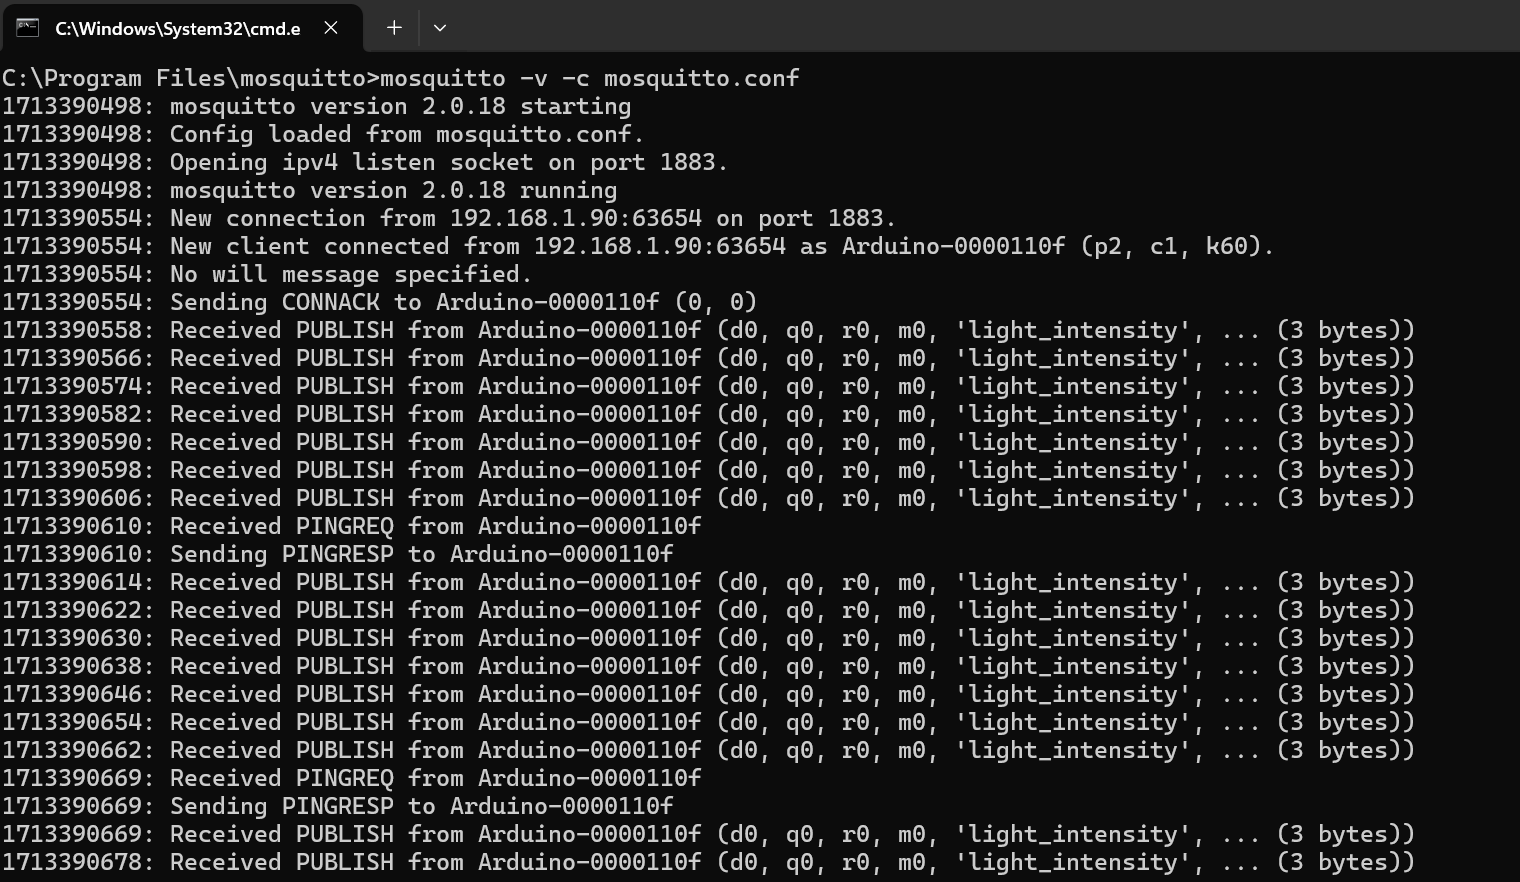 C:\Windows\System32\cmd.e
C:\Program Files\mosquitto>mosquitto -v -c mosquitto.conf
1713390498: mosquitto version 2.0.18 starting
1713390498: Config loaded from mosquitto.conf.
1713390498: Opening ipv4 listen socket on port 1883.
1713390498: mosquitto version 2.0.18 running
1713390554: New connection from 192.168.1.90:63654 on port 1883.
1713390554: New client connected from 192.168.1.90:63654 as Arduino-0000110f (p2, c1, k60).
1713390554: No will message specified.
1713390554: Sending CONNACK to Arduino-0000110f (0, 0)
1713390558: Received PUBLISH from Arduino-0000110f (d0, q0, r0, m0, 'light_intensity', ... (3 bytes))
1713390566: Received PUBLISH from Arduino-0000110f (d0, q0, r0, m0, 'light_intensity', ... (3 bytes))
1713390574: Received PUBLISH from Arduino-0000110f (d0, q0, r0, m0, 'light_intensity', ... (3 bytes))
1713390582: Received PUBLISH from Arduino-0000110f (d0, q0, r0, m0, 'light_intensity', ... (3 bytes))
1713390590: Received PUBLISH from Arduino-0000110f (d0, q0, r0, m0, 'light_intensity', ... (3 bytes))
1713390598: Received PUBLISH from Arduino-0000110f (d0, q0, r0, m0, 'light_intensity', ... (3 bytes))
1713390606: Received PUBLISH from Arduino-0000110f (d0, q0, r0, m0, 'light_intensity', ... (3 bytes))
1713390610: Received PINGREQ from Arduino-0000110f
1713390610: Sending PINGRESP to Arduino-0000110f
1713390614: Received PUBLISH from Arduino-0000110f (d0, q0, r0, m0, 'light_intensity', ... (3 bytes))
1713390622: Received PUBLISH from Arduino-0000110f (d0, q0, r0, m0, 'light_intensity', ... (3 bytes))
1713390630: Received PUBLISH from Arduino-0000110f (d0, q0, r0, m0, 'light_intensity', ... (3 bytes))
1713390638: Received PUBLISH from Arduino-0000110f (d0, q0, r0, m0, 'light_intensity', ... (3 bytes))
1713390646: Received PUBLISH from Arduino-0000110f (d0, q0, r0, m0, 'light_intensity', ... (3 bytes))
1713390654: Received PUBLISH from Arduino-0000110f (d0, q0, r0, m0, 'light_intensity', ... (3 bytes))
1713390662: Received PUBLISH from Arduino-0000110f (d0, q0, r0, m0, 'light_intensity', ... (3 bytes))
1713390669: Received PINGREQ from Arduino-0000110f
1713390669: Sending PINGRESP to Arduino-0000110f
1713390669: Received PUBLISH from Arduino-0000110f (d0, q0, r0, m0, 'light_intensity', ... (3 bytes))
1713390678: Received PUBLISH from Arduino-0000110f (d0, q0, r0, m0, 'light_intensity', ... (3 bytes))